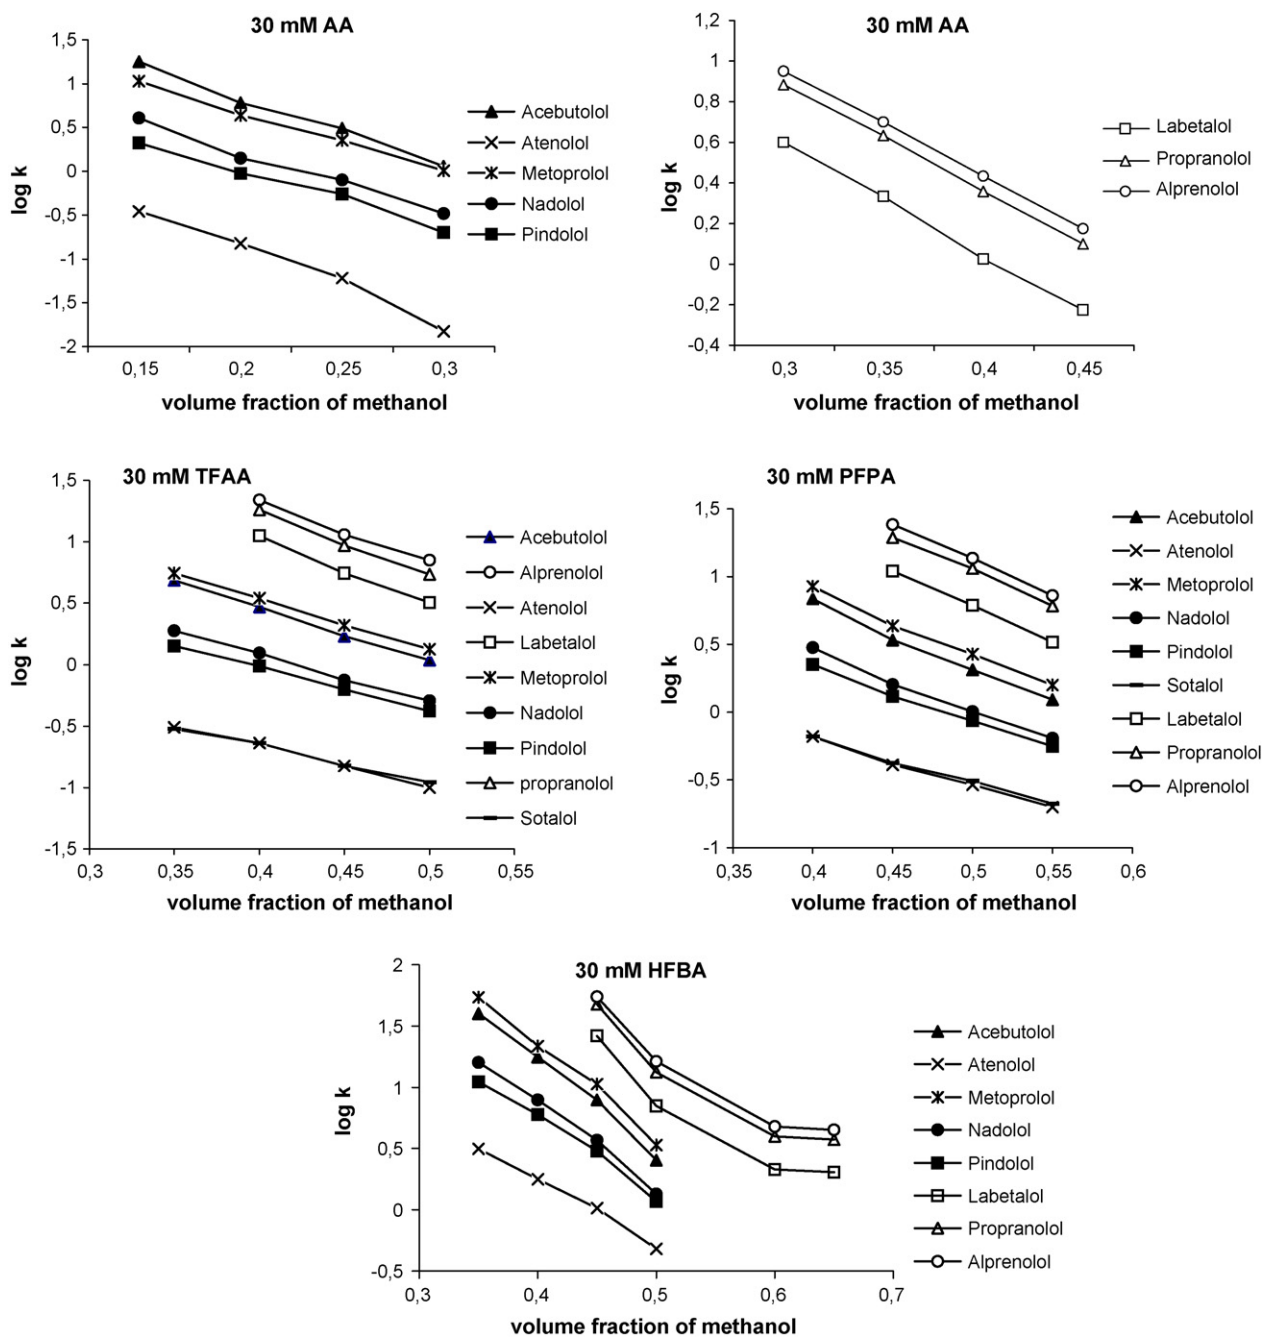 30 mM AA
1,5
1
0,5
0
-0,5
-1
-1,5
-2
log k
0,15 0,2 0,25 0,3
volume fraction of methanol
Acebutolol
Atenolol
Metoprolol
Nadolol
Pindolol
30 mM AA
1,2
1
0,8
0,6
0,4
0,2
0
-0,2
-0,4
log k
0,3 0,35 0,4 0,45
volume fraction of methanol
Labetalol
Propranolol
Alprenolol
30 mM TFAA
1,5
1
0,5
0
-0,5
-1
-1,5
log k
0,3 0,35 0,4 0,45 0,5 0,55
volume fraction of methanol
Acebutolol
Alprenolol
Atenolol
Labetalol
Metoprolol
Nadolol
Pindolol
propranolol
Sotalol
30 mM PFPA
1,5
1
0,5
0
-0,5
-1
log k
0,35 0,4 0,45 0,5 0,55 0,6
volume fraction of methanol
Acebutolol
Atenolol
Metoprolol
Nadolol
Pindolol
Sotalol
Labetalol
Propranolol
Alprenolol
30 mM HFBA
2
1,5
1
0,5
0
-0,5
log k
0,3 0,4 0,5 0,6 0,7
volume fraction of methanol
Acebutolol
Atenolol
Metoprolol
Nadolol
Pindolol
Labetalol
Propranolol
Alprenolol